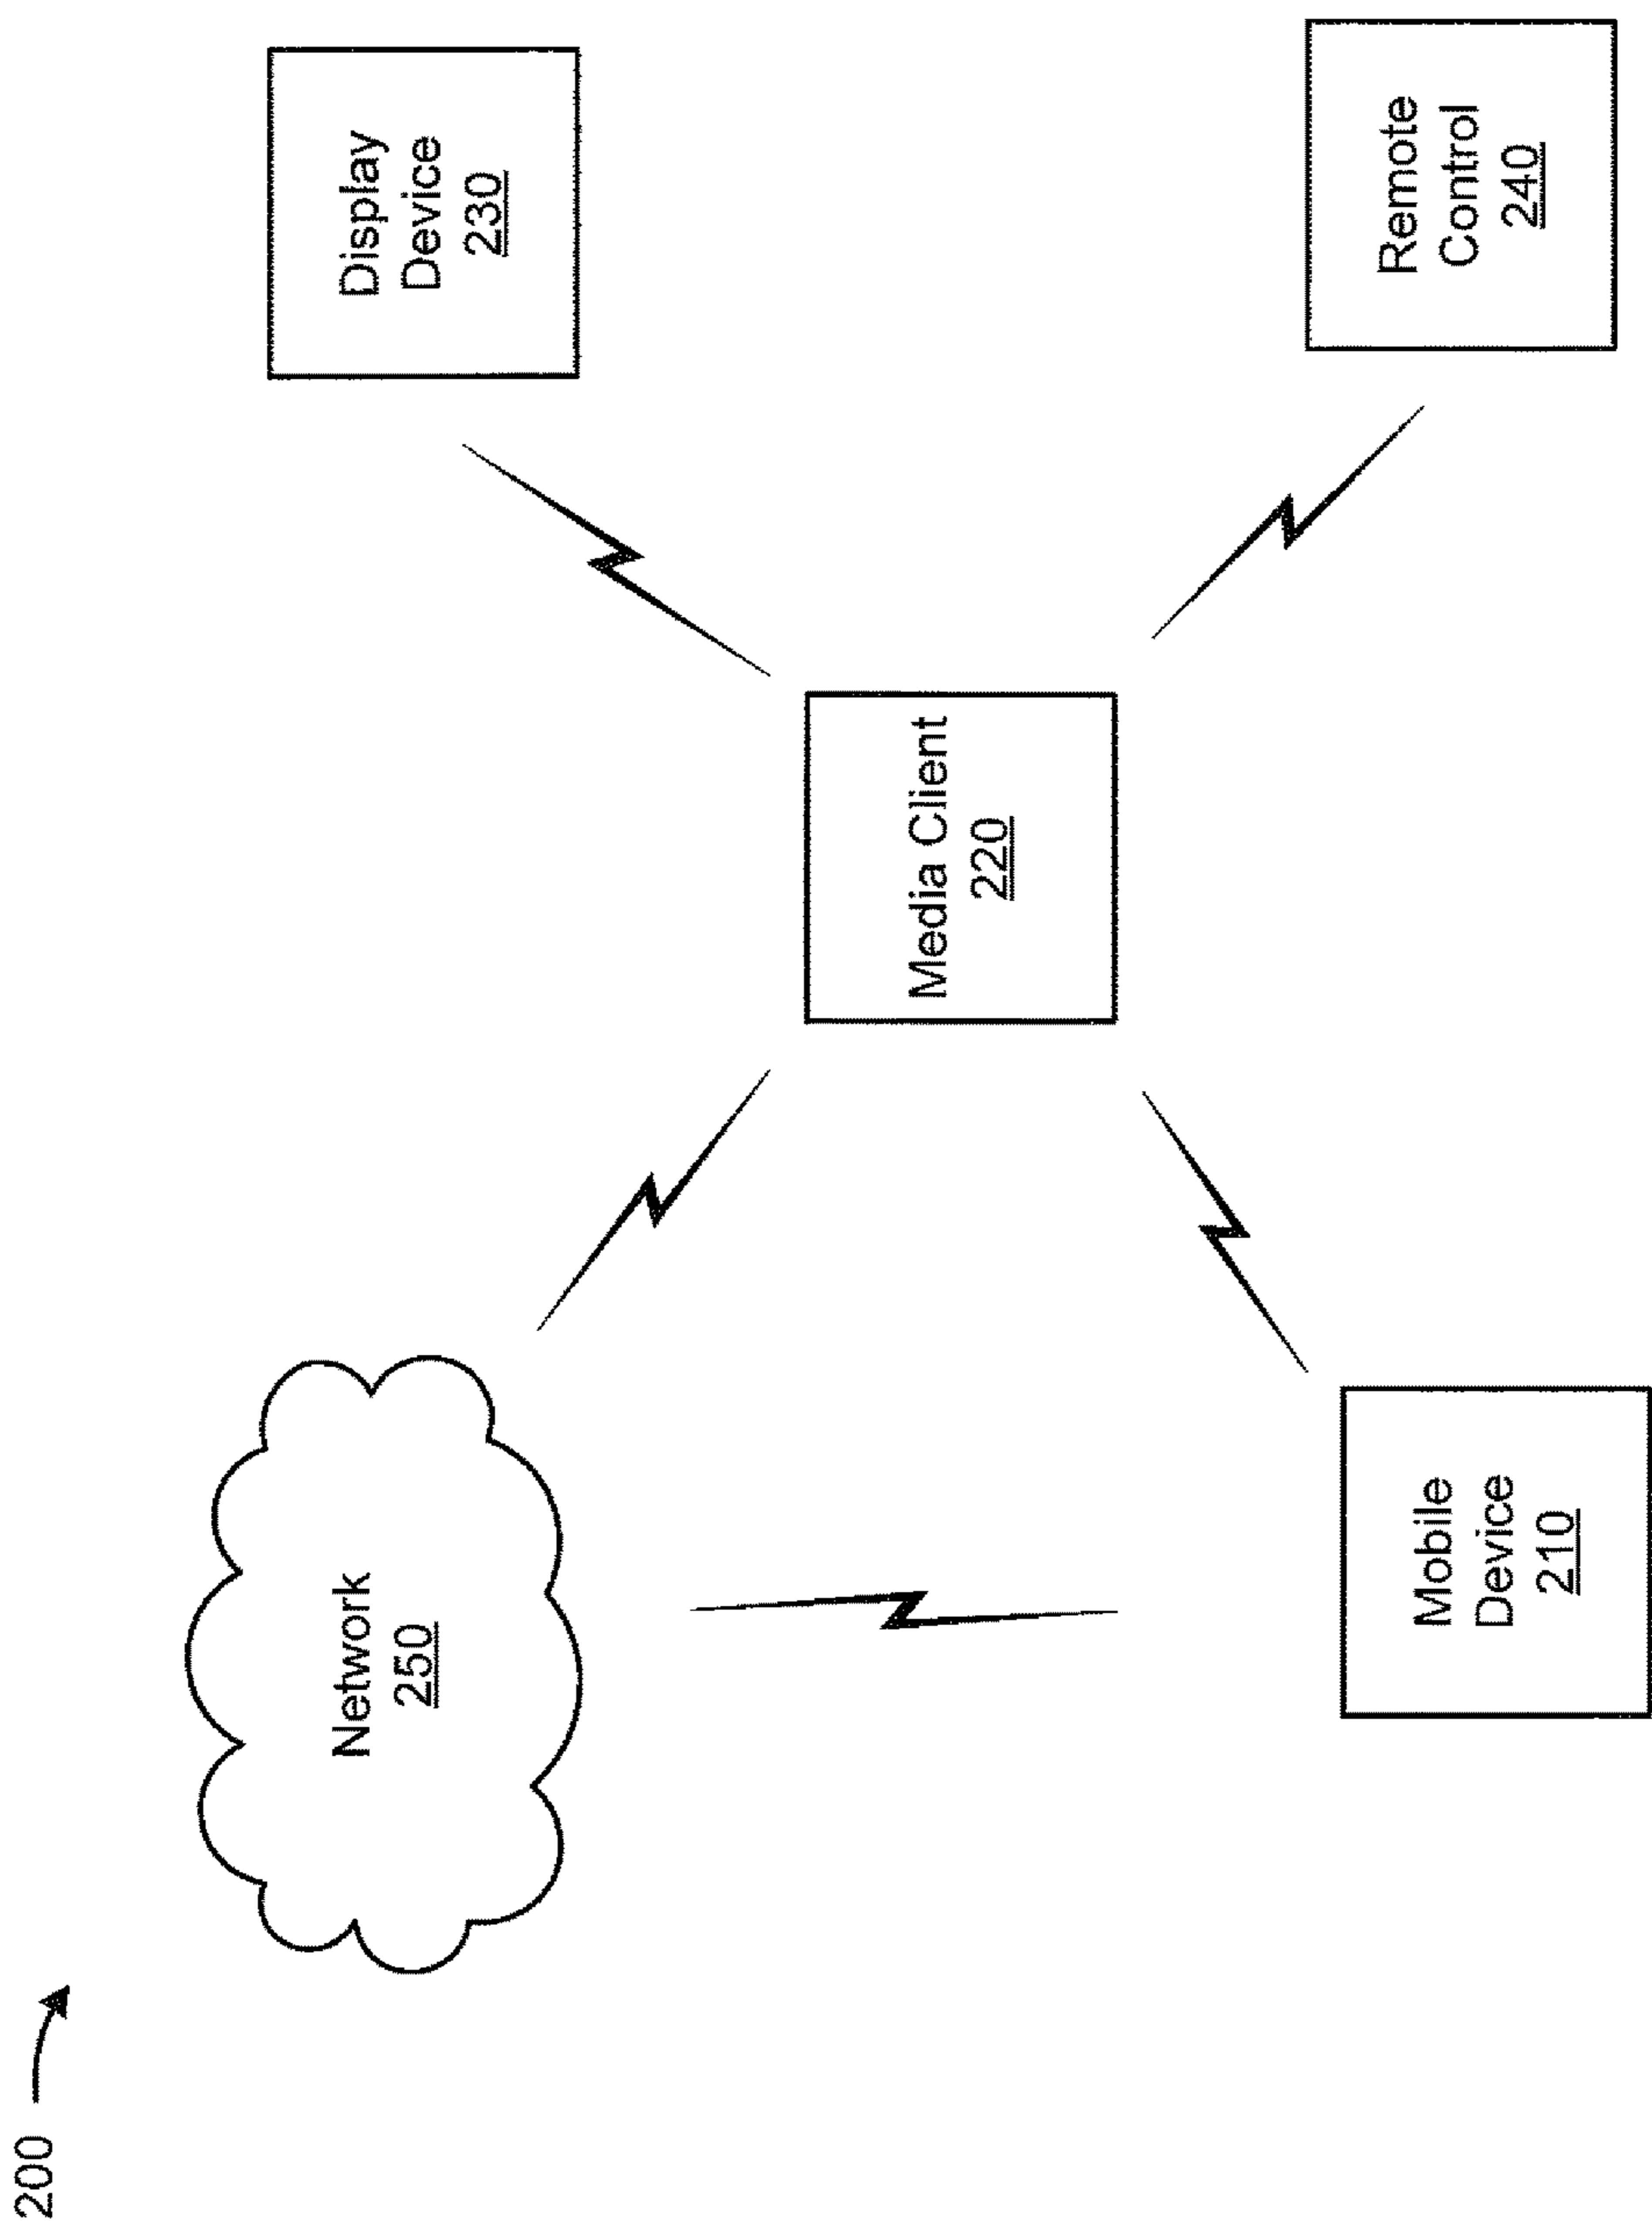 200
Network
250
Display
Device
230
Media Client
220
Mobile
Device
210
Remote
Control
240